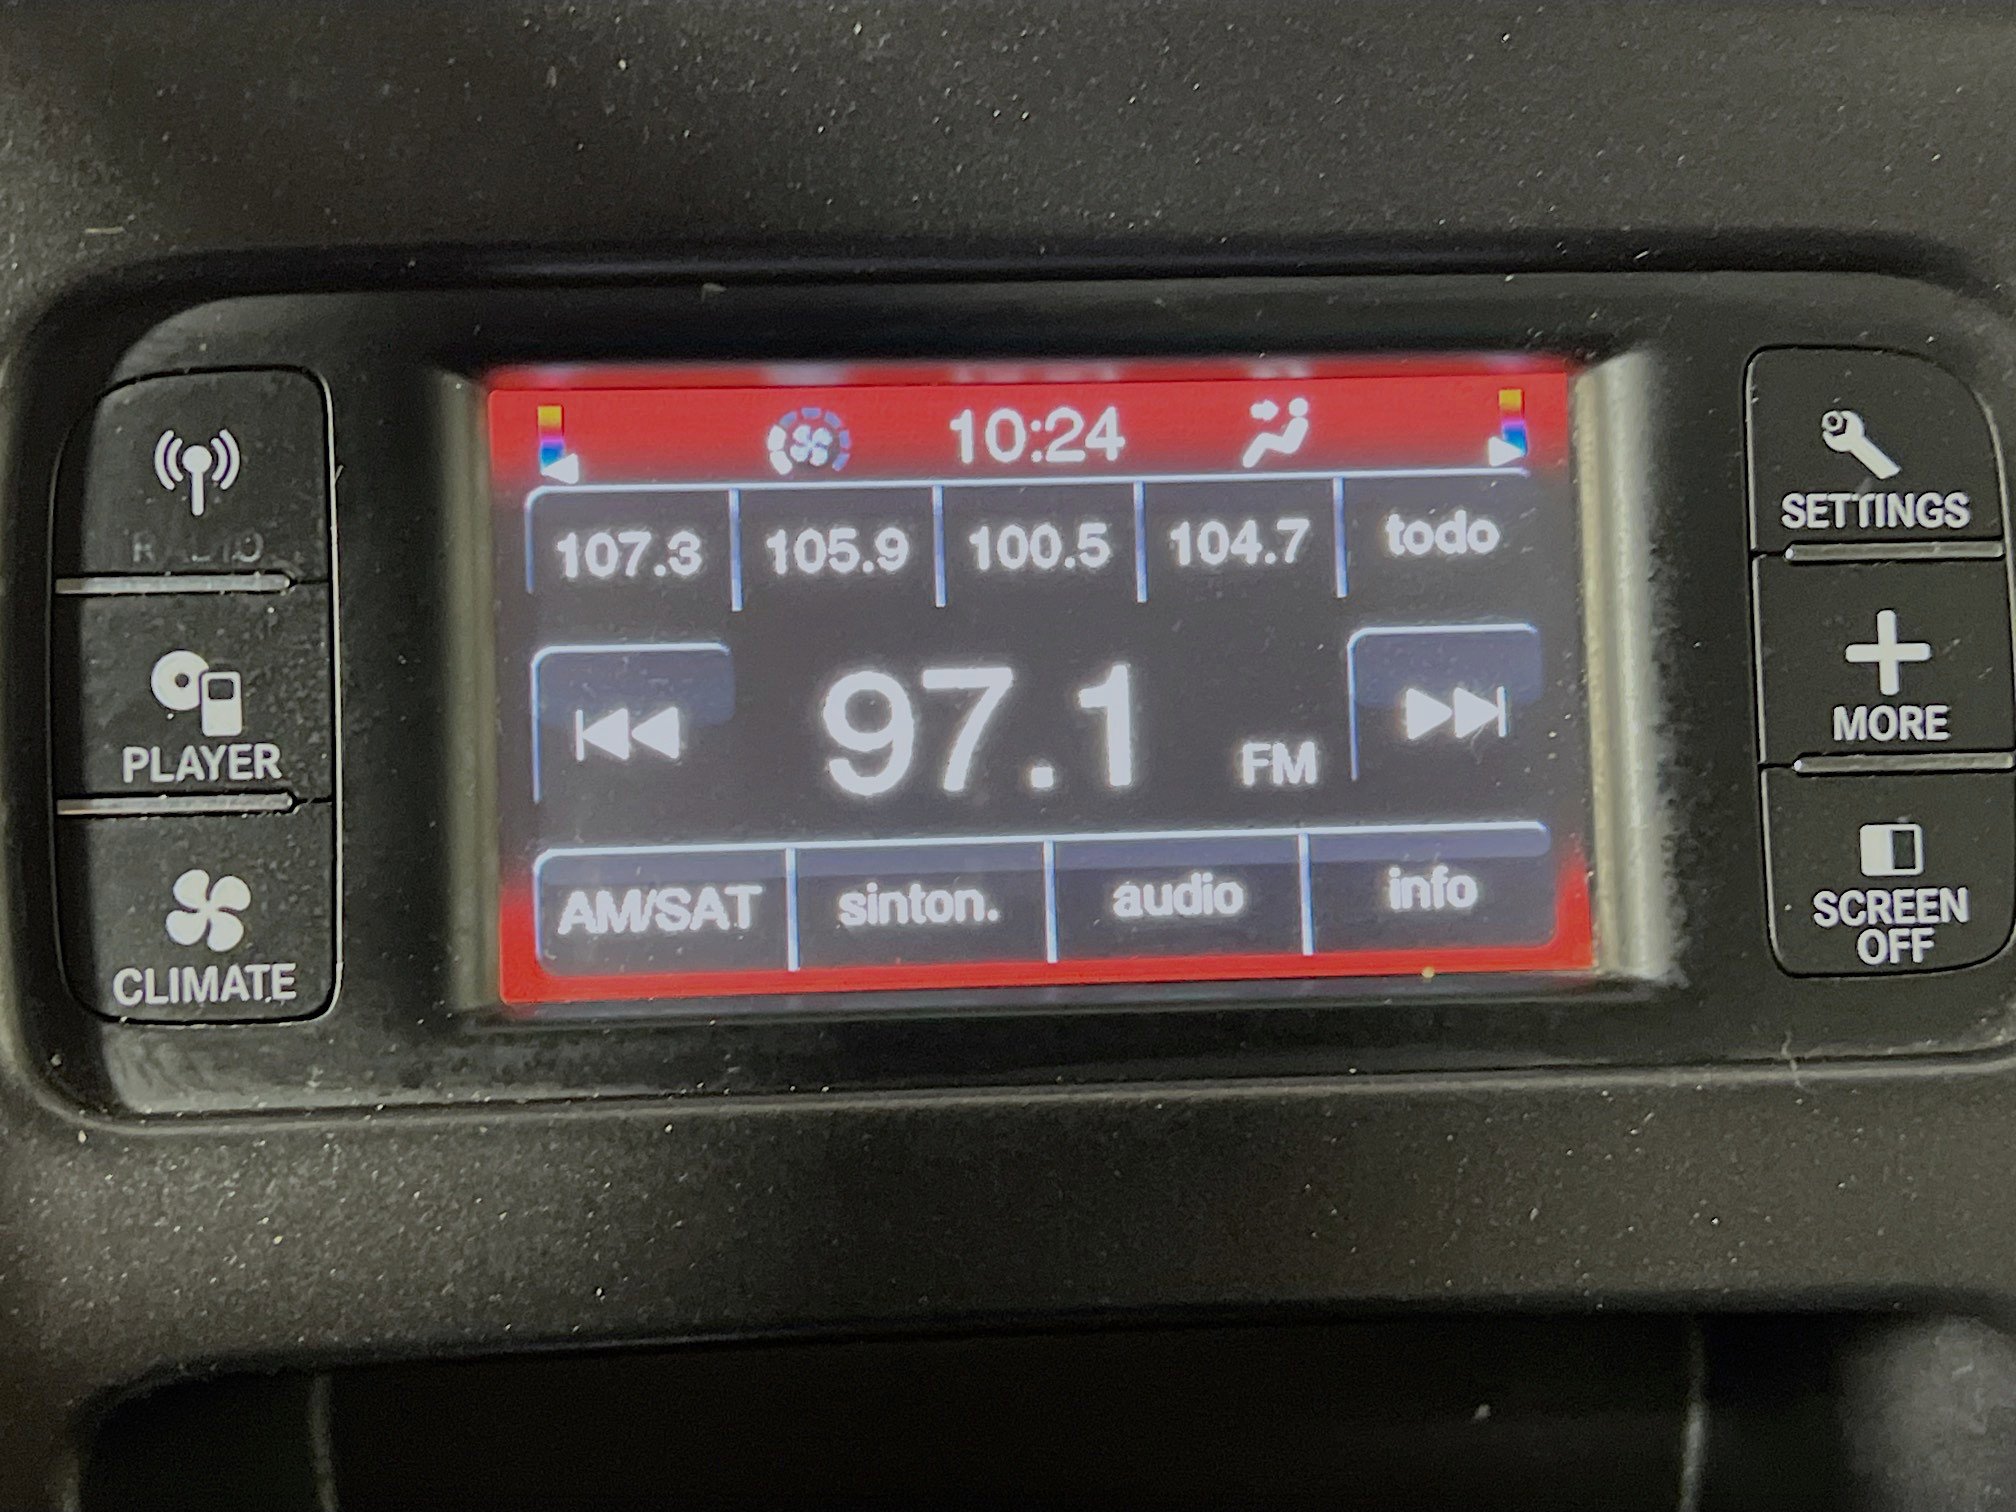 10:24
107.3 105.9 100.5 104.7 todo
97.1 FM
AM/SAT sinton. audio info
RADIO
PLAYER
CLIMATE
SETTINGS
MORE
SCREEN
OFF